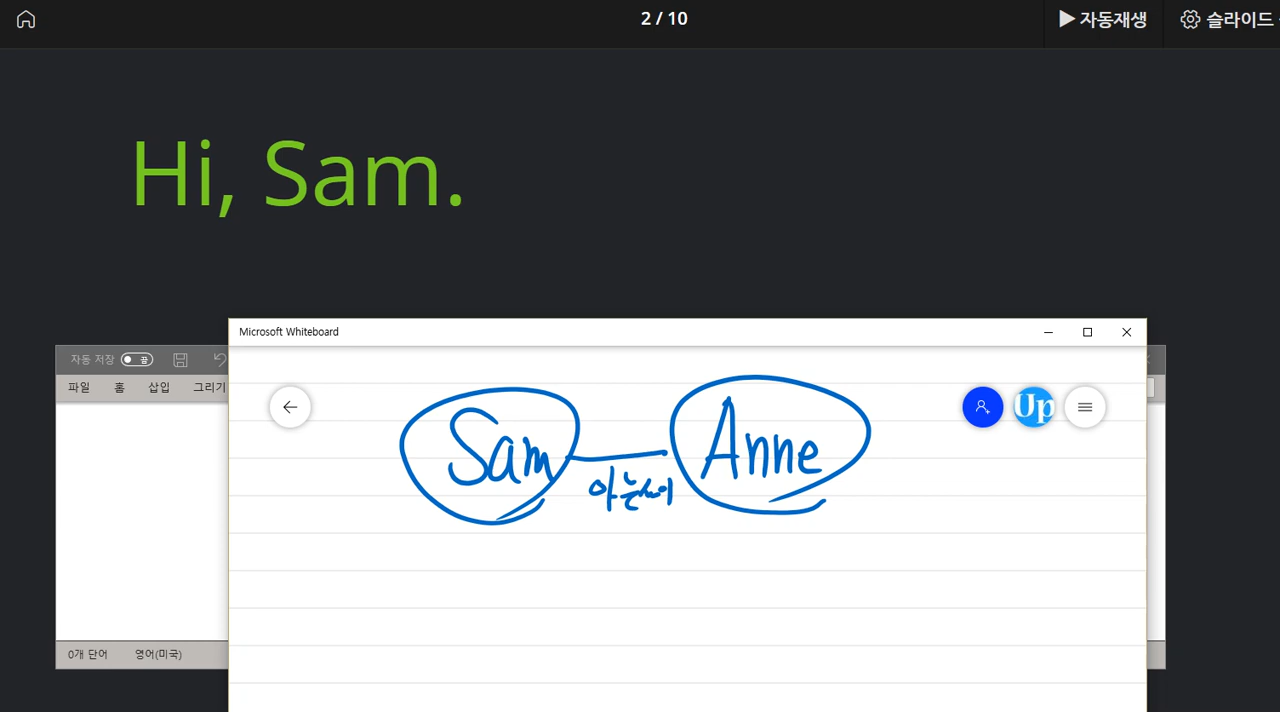 2 / 10
▶ 자동재생
슬라이드
Hi, Sam.
Microsoft Whiteboard
자동 저장 끔
파일 홈 삽입 그리기
Up
Sam Anne
아는사이
0개 단어 영어(미국)